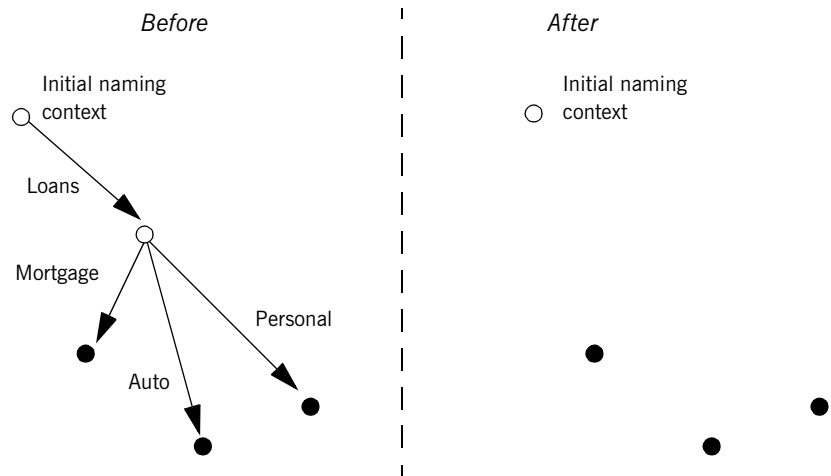 Before
After
Initial naming
context
Initial naming
context
Loans
Mortgage
Personal
Auto